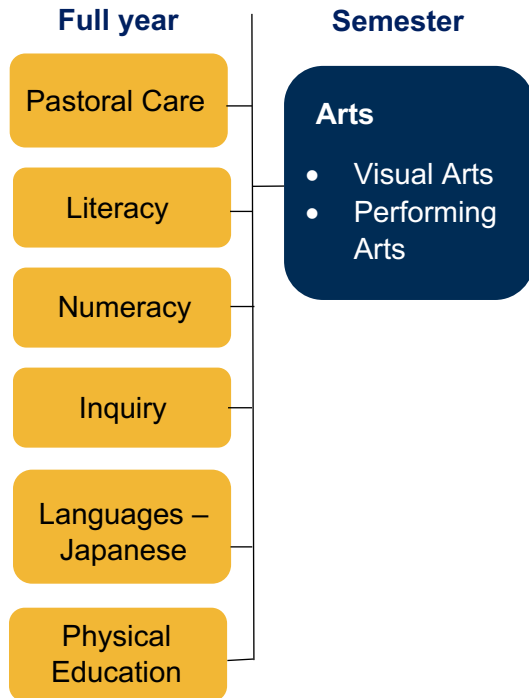 Full year
Pastoral Care
Literacy
Numeracy
Inquiry
Languages –
Japanese
Physical
Education
Semester
Arts
• Visual Arts
• Performing
Arts